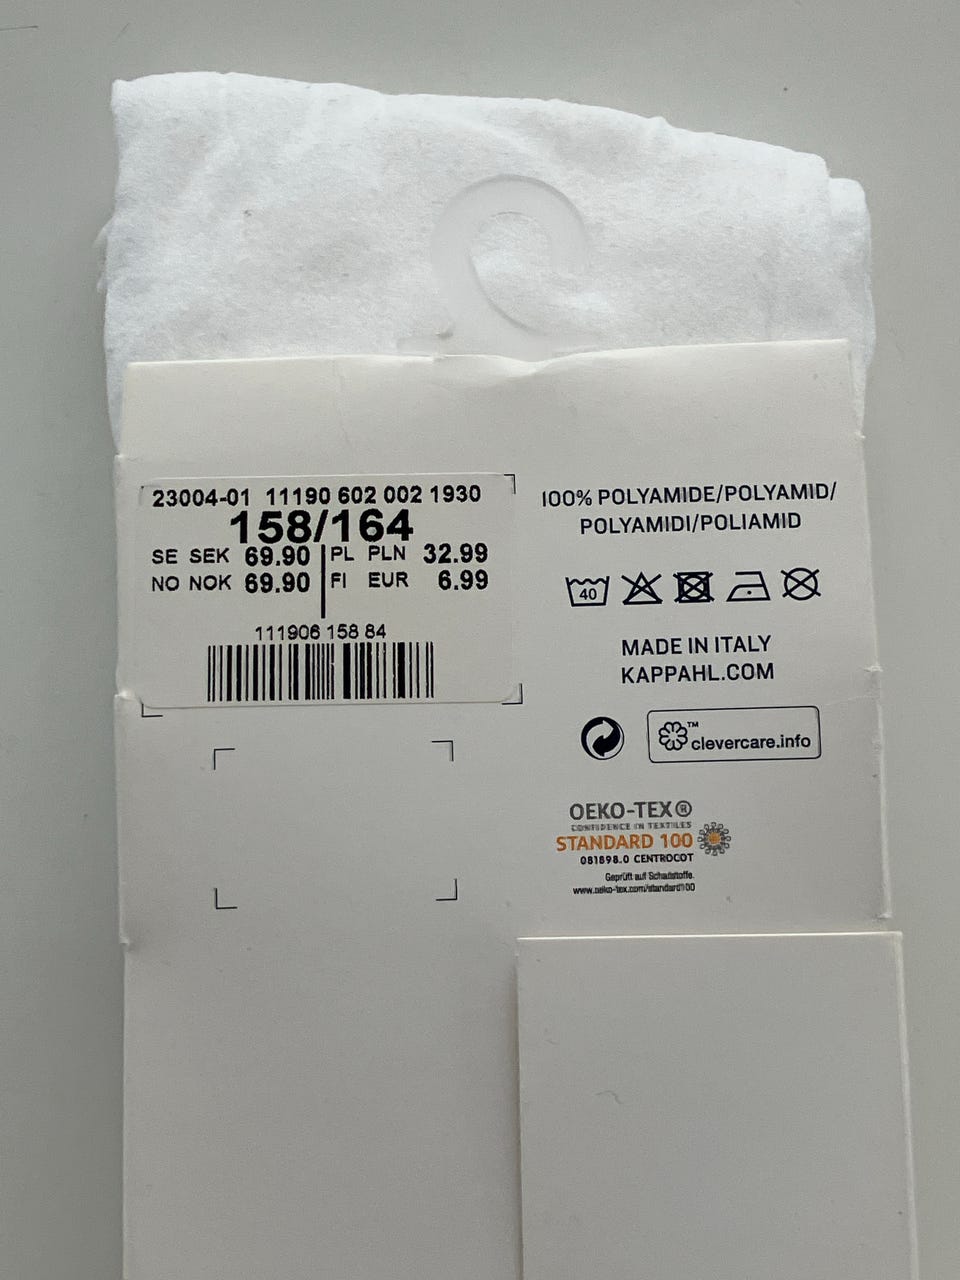 23004-01 11190 602 002 1930
158/164
SE SEK 69.90 PL PLN 32.99
NO NOK 69.90 FI EUR 6.99
111906 158 84
100% POLYAMIDE/POLYAMID/
POLYAMIDI/POLIAMID
40
MADE IN ITALY
KAPPAHL.COM
™
clevercare.info
OEKO-TEX®
CONFIDENCE IN TEXTILES
STANDARD 100
081898.0 CENTROCOT
Geprüft auf Schadstoffe.
www.oeko-tex.com/standard100